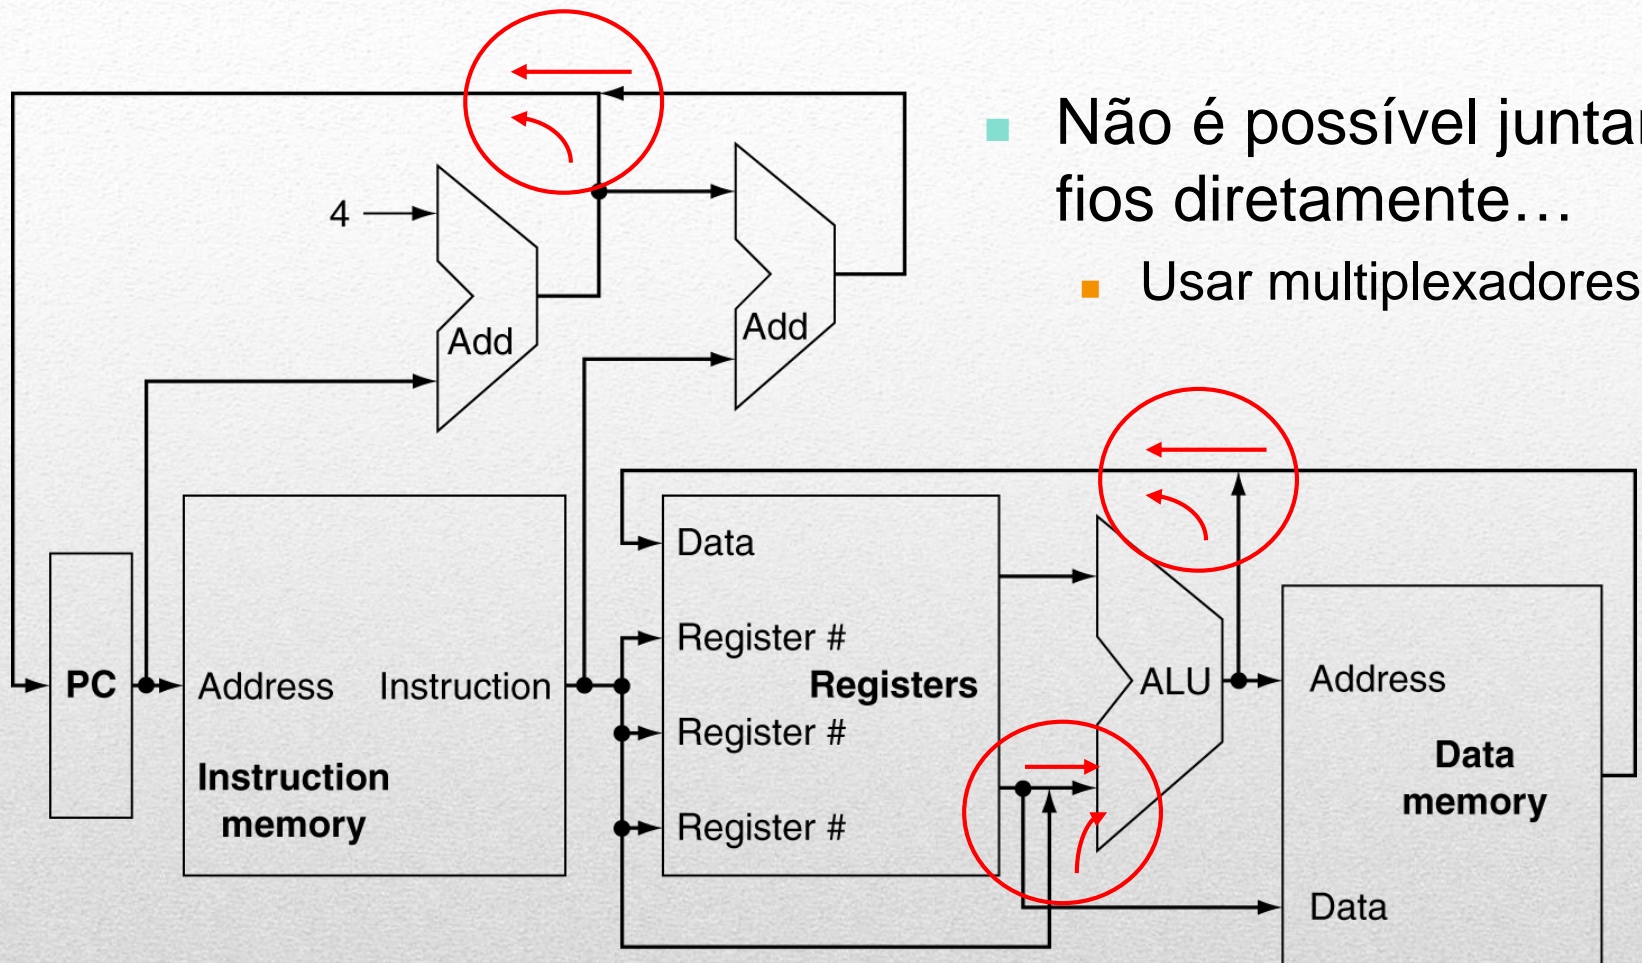 Não é possível juntar
fios diretamente…
Usar multiplexadores
4
Add
Add
Data
Register #
PC
Address
Instruction
Registers
ALU
Address
Register #
Instruction
memory
Data
memory
Register #
Data